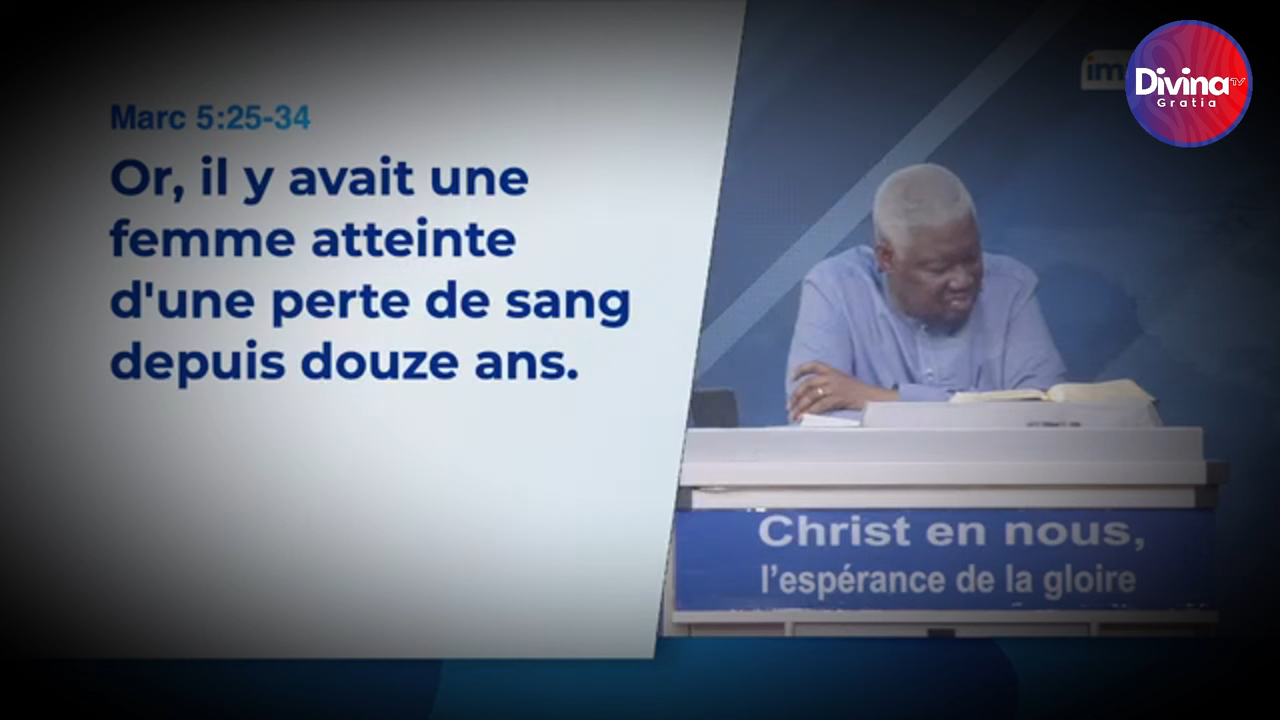 Marc 5:25-34
Or, il y avait une
femme atteinte
d'une perte de sang
depuis douze ans.
Divina TV
Gratia
Christ en nous,
l'espérance de la gloire